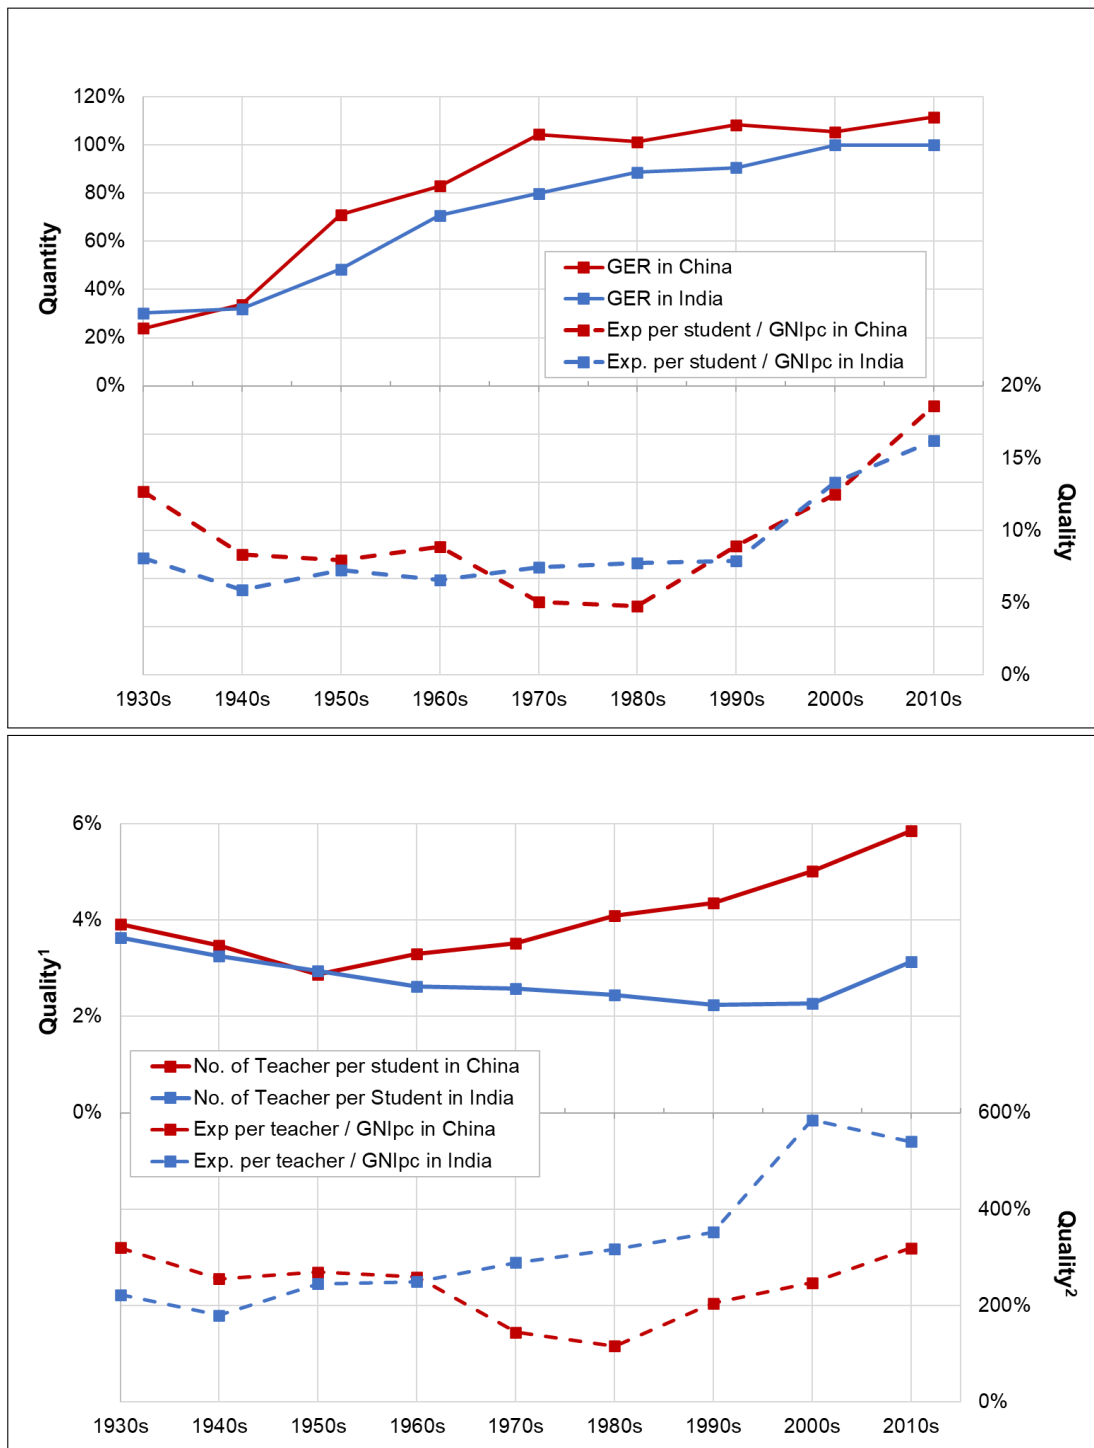 120%
100%
80%
60%
40%
20%
0%
Quantity
GER in China
GER in India
Exp per student / GNIpc in China
Exp. per student / GNIpc in India
20%
15%
10%
5%
0%
Quality
1930s 1940s 1950s 1960s 1970s 1980s 1990s 2000s 2010s
6%
4%
2%
0%
Quality¹
No. of Teacher per student in China
No. of Teacher per Student in India
Exp per teacher / GNIpc in China
Exp. per teacher / GNIpc in India
600%
400%
200%
0%
Quality²
1930s 1940s 1950s 1960s 1970s 1980s 1990s 2000s 2010s